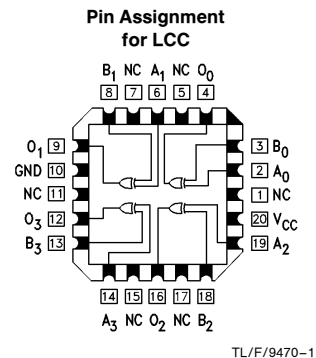 Pin Assignment
for LCC
B1 NC A1 NC O0
8 7 6 5 4
O1 9 3 B0
GND 10 2 A0
NC 11 1 NC
O3 12 20 VCC
B3 13 19 A2
14 15 16 17 18
A3 NC O2 NC B2
TL/F/9470–1